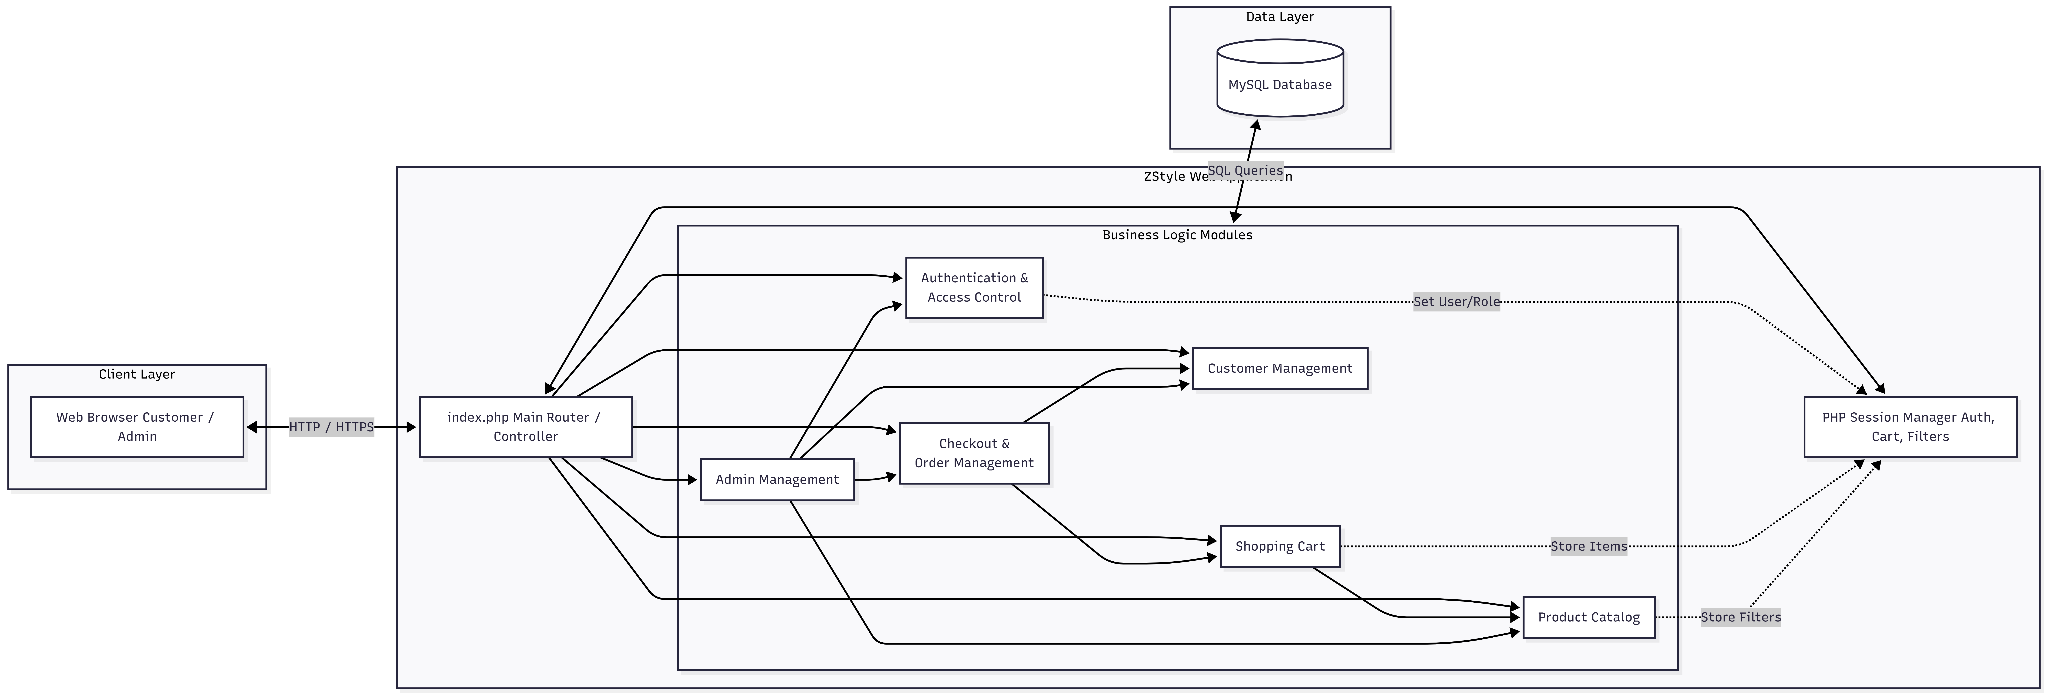 Data Layer
MySQL Database
SQL Queries
ZStyle
Business Logic Modules
Authentication &
Access Control
Set User/Role
Customer Management
Client Layer
Web Browser Customer /
Admin
HTTP / HTTPS
index.php Main Router /
Controller
Checkout &
Order Management
Admin Management
PHP Session Manager Auth,
Cart, Filters
Shopping Cart
Store Items
Product Catalog
Store Filters